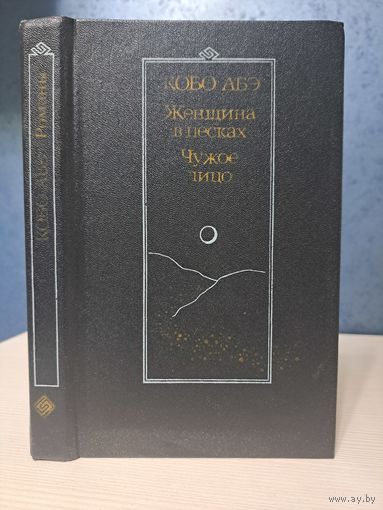 КОБО АБЭ
Женщина
в песках
Чужое
лицо
КОБО АБЭ Романы
www.ay.by